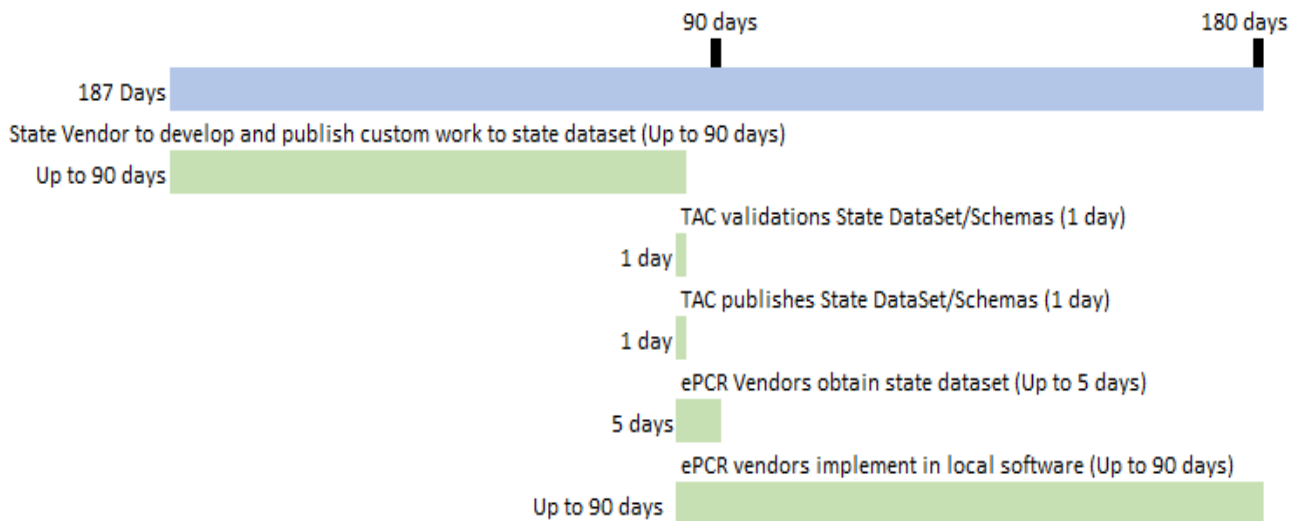 90 days
180 days
187 Days
State Vendor to develop and publish custom work to state dataset (Up to 90 days)
Up to 90 days
TAC validations State DataSet/Schemas (1 day)
1 day
TAC publishes State DataSet/Schemas (1 day)
1 day
ePCR Vendors obtain state dataset (Up to 5 days)
5 days
ePCR vendors implement in local software (Up to 90 days)
Up to 90 days